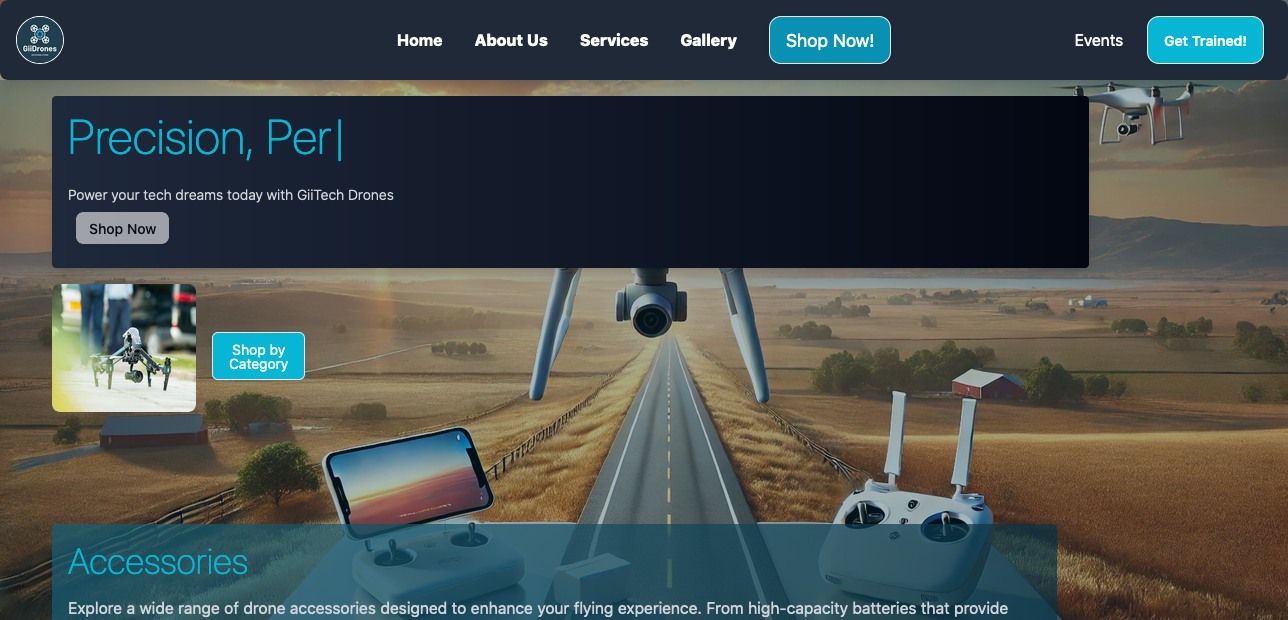 GiiDrones
Home
About Us
Services
Gallery
Shop Now!
Events
Get Trained!
Precision, Per
Power your tech dreams today with GiiTech Drones
Shop Now
Shop by
Category
Accessories
Explore a wide range of drone accessories designed to enhance your flying experience. From high-capacity batteries that provide